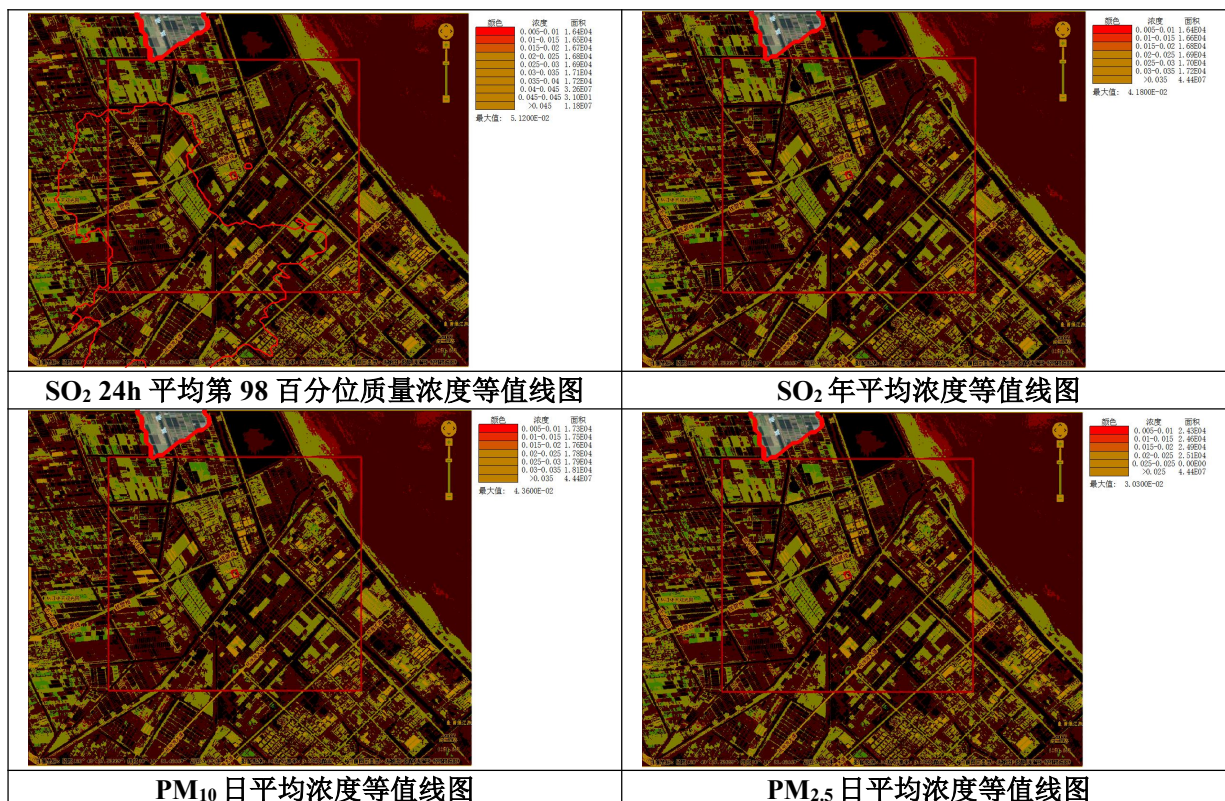 颜色 浓度 面积
0.005-0.01 1.64E04
0.01-0.015 1.65E04
0.015-0.02 1.67E04
0.02-0.025 1.68E04
0.025-0.03 1.69E04
0.03-0.035 1.71E04
0.035-0.04 1.72E04
0.04-0.045 3.26E07
0.045-0.045 3.10E01
>0.045 1.18E07
最大值: 5.1200E-02
颜色 浓度 面积
0.005-0.01 1.64E04
0.01-0.015 1.66E04
0.015-0.02 1.68E04
0.02-0.025 1.69E04
0.025-0.03 1.70E04
0.03-0.035 1.72E04
>0.035 4.44E07
最大值: 4.1800E-02
SO₂ 24h 平均第 98 百分位质量浓度等值线图
SO₂ 年平均浓度等值线图
颜色 浓度 面积
0.005-0.01 1.73E04
0.01-0.015 1.75E04
0.015-0.02 1.76E04
0.02-0.025 1.78E04
0.025-0.03 1.79E04
0.03-0.035 1.81E04
>0.035 4.44E07
最大值: 4.3600E-02
颜色 浓度 面积
0.005-0.01 2.43E04
0.01-0.015 2.46E04
0.015-0.02 2.49E04
0.02-0.025 2.51E04
0.025-0.025 0.00E00
>0.025 4.44E07
最大值: 3.0300E-02
PM₁₀ 日平均浓度等值线图
PM₂.₅ 日平均浓度等值线图